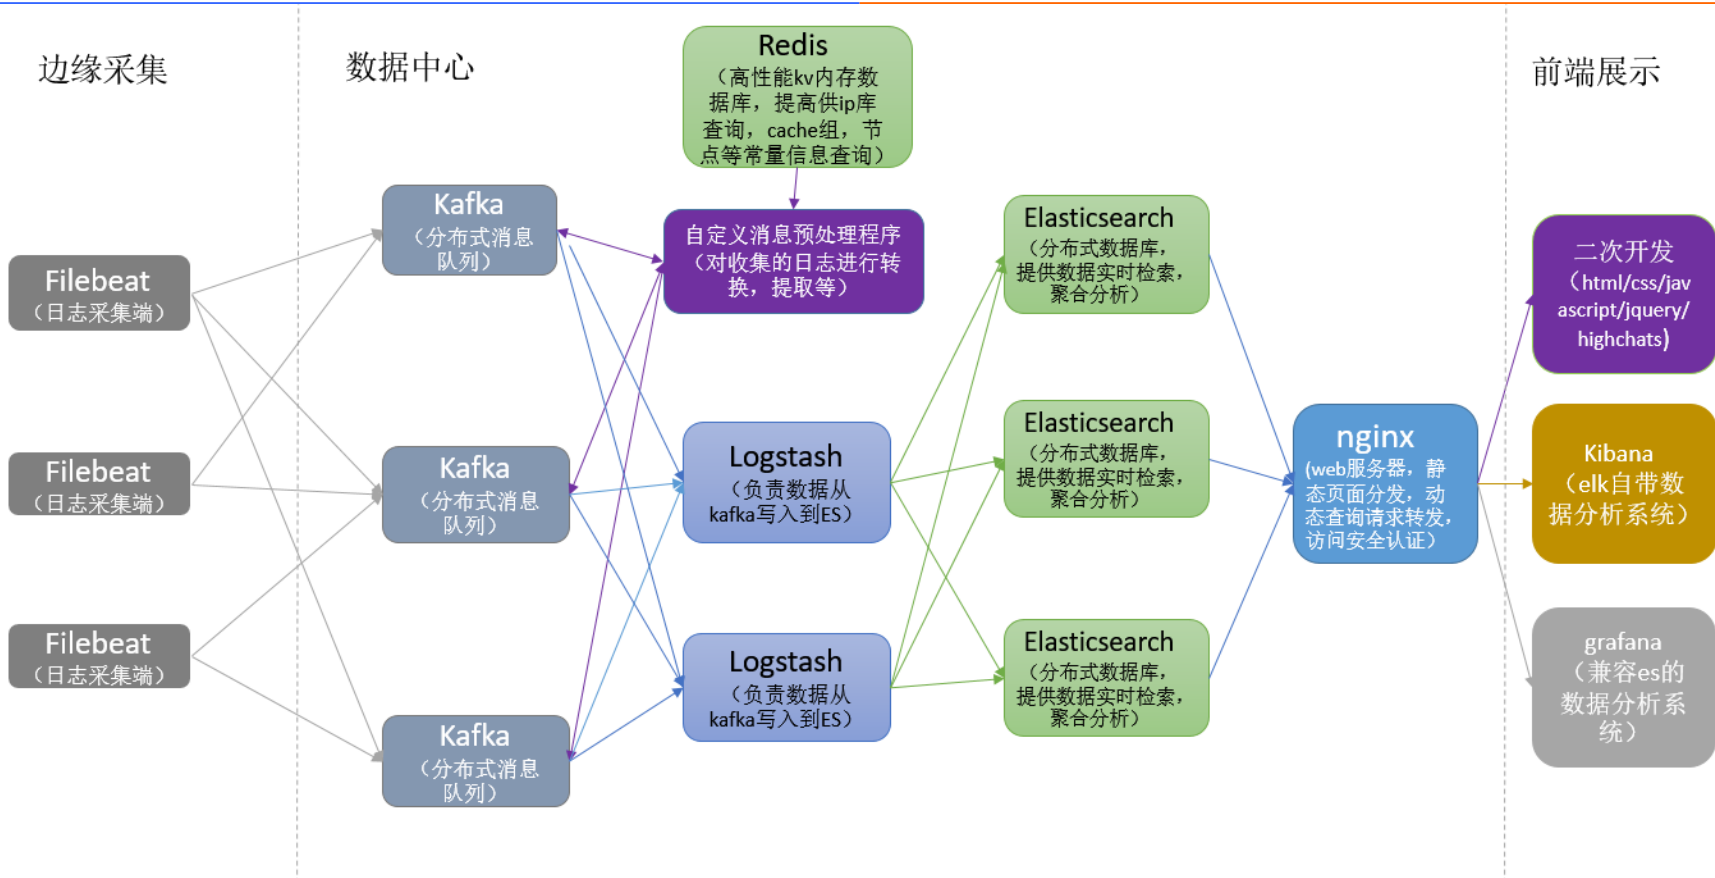 边缘采集
数据中心
前端展示
Filebeat
（日志采集端）
Filebeat
（日志采集端）
Filebeat
（日志采集端）
Kafka
（分布式消息
队列）
Kafka
（分布式消息
队列）
Kafka
（分布式消息
队列）
Redis
（高性能kv内存数
据库，提高供ip库
查询，cache组，节
点等常量信息查询）
自定义消息预处理程序
（对收集的日志进行转
换，提取等）
Logstash
（负责数据从
kafka写入到ES）
Logstash
（负责数据从
kafka写入到ES）
Elasticsearch
（分布式数据库，
提供数据实时检索，
聚合分析）
Elasticsearch
（分布式数据库，
提供数据实时检索，
聚合分析）
Elasticsearch
（分布式数据库，
提供数据实时检索，
聚合分析）
nginx
(web服务器，静
态页面分发，动
态查询请求转发，
访问安全认证）
二次开发
（html/css/jav
ascript/jquery/
highchats)
Kibana
（elk自带数
据分析系统）
grafana
（兼容es的
数据分析系
统）